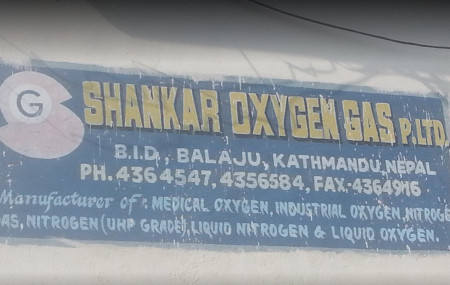 G
SHANKAR OXYGEN GAS P.LTD.
B.I.D., BALAJU, KATHMANDU, NEPAL
PH. 4364547, 4356584, FAX-4364916
Manufacturer of :. MEDICAL OXYGEN, INDUSTRIAL OXYGEN, NITROGE
AS, NITROGEN (UHP GRADE), LIQUID NITROGEN & LIQUID OXYGEN.